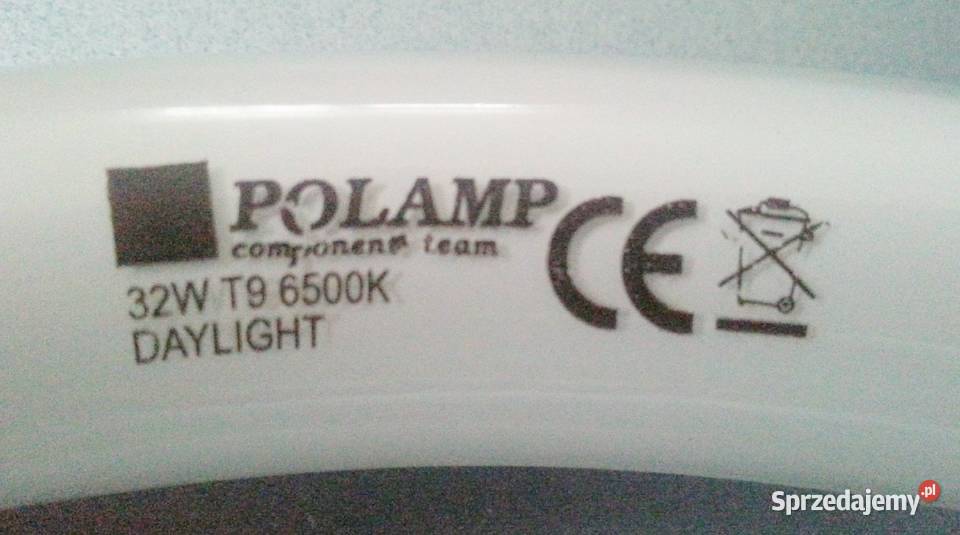 POLAMP
component team
CE
32W T9 6500K
DAYLIGHT
Sprzedajemy.pl